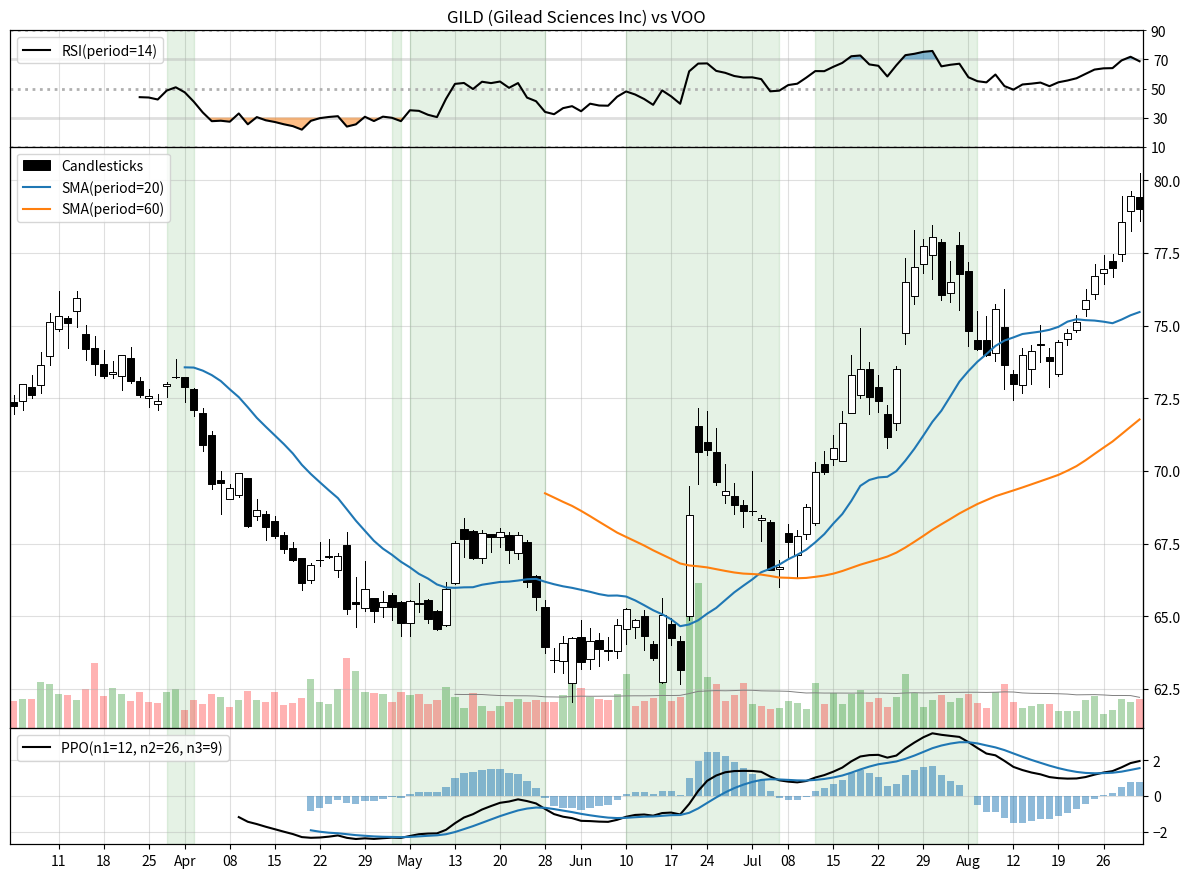 GILD (Gilead Sciences Inc) vs VOO
RSI(period=14)
90
70
50
30
10
Candlesticks
SMA(period=20)
SMA(period=60)
80.0
77.5
75.0
72.5
70.0
67.5
65.0
62.5
PPO(n1=12, n2=26, n3=9)
2
0
−2
11 18 25 Apr 08 15 22 29 May 13 20 28 Jun 10 17 24 Jul 08 15 22 29 Aug 12 19 26